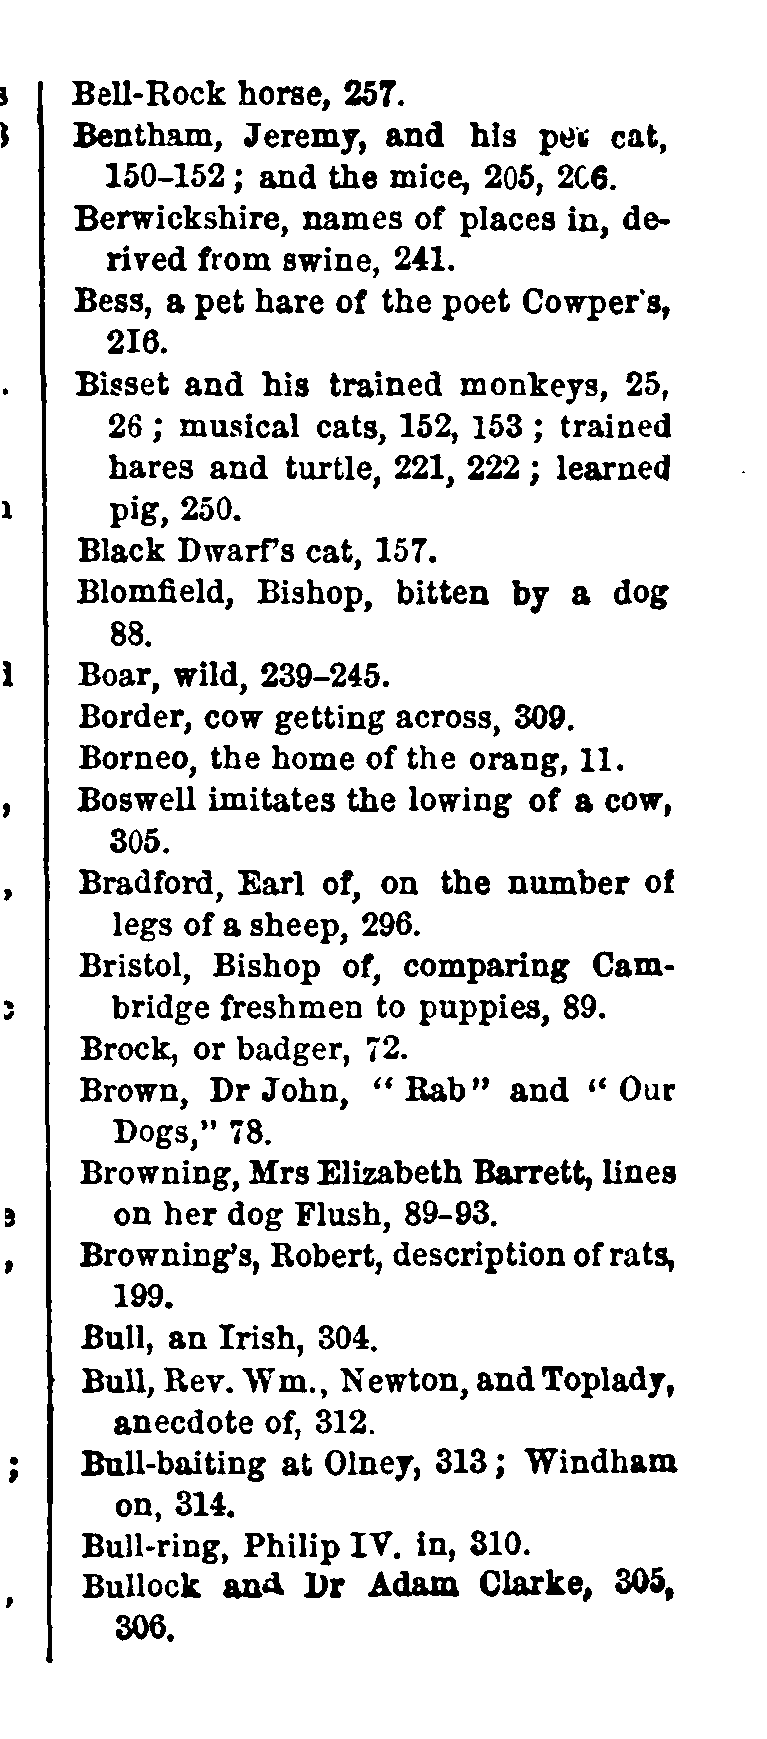 Bell-Rock horse, 257.
Bentham, Jeremy, and his pet cat,
150–152; and the mice, 205, 206.
Berwickshire, names of places in, de-
rived from swine, 241.
Bess, a pet hare of the poet Cowper's,
216.
Bisset and his trained monkeys, 25,
26; musical cats, 152, 153; trained
hares and turtle, 221, 222; learned
pig, 250.
Black Dwarf's cat, 157.
Blomfield, Bishop, bitten by a dog
88.
Boar, wild, 239–245.
Border, cow getting across, 309.
Borneo, the home of the orang, 11.
Boswell imitates the lowing of a cow,
305.
Bradford, Earl of, on the number of
legs of a sheep, 296.
Bristol, Bishop of, comparing Cam-
bridge freshmen to puppies, 89.
Brock, or badger, 72.
Brown, Dr John, “Rab” and “Our
Dogs,” 78.
Browning, Mrs Elizabeth Barrett, lines
on her dog Flush, 89–93.
Browning's, Robert, description of rats,
199.
Bull, an Irish, 304.
Bull, Rev. Wm., Newton, and Toplady,
anecdote of, 312.
Bull-baiting at Olney, 313; Windham
on, 314.
Bull-ring, Philip IV. in, 310.
Bullock and Dr Adam Clarke, 305,
306.